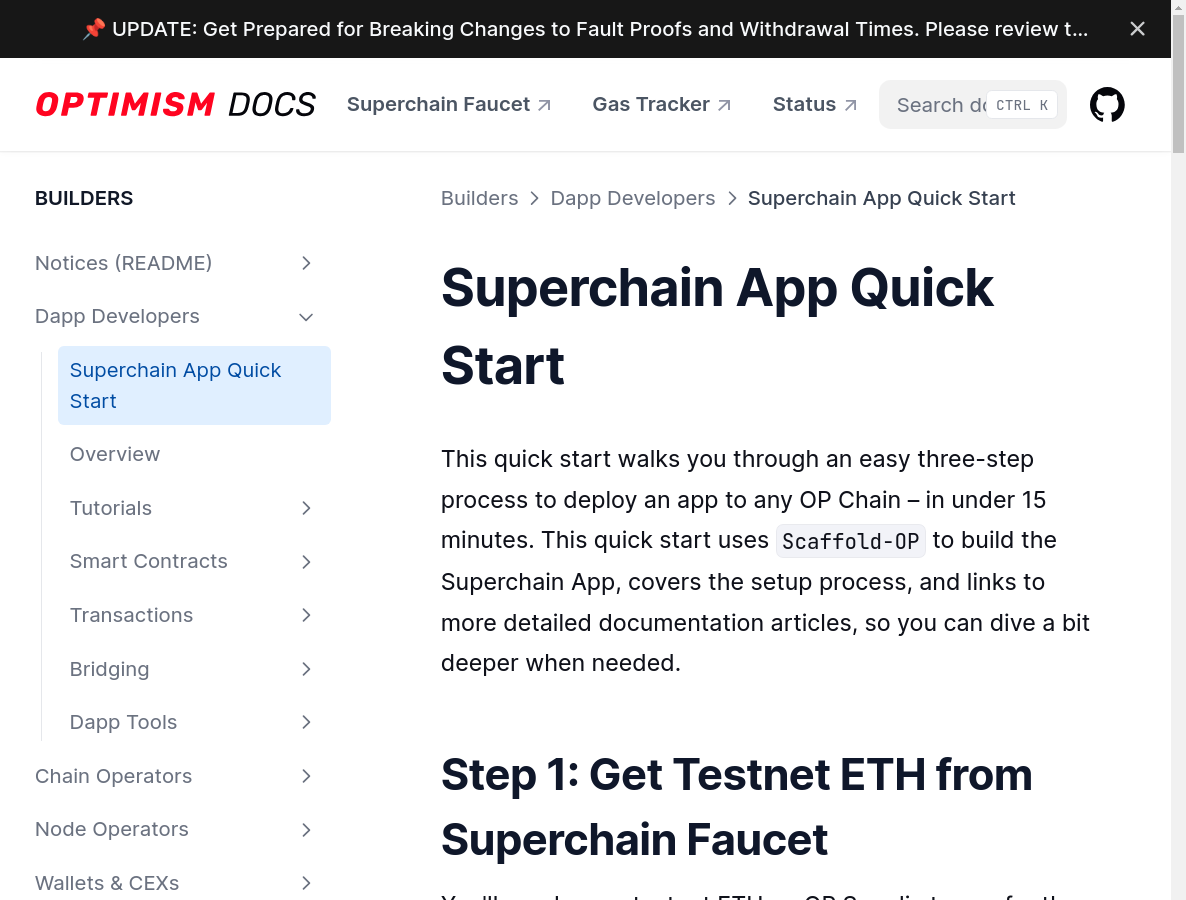 📌 UPDATE: Get Prepared for Breaking Changes to Fault Proofs and Withdrawal Times. Please review t...
OPTIMISM DOCS
Superchain Faucet
Gas Tracker
Status
Search do
CTRL K
BUILDERS
Notices (README)
Dapp Developers
Superchain App Quick
Start
Overview
Tutorials
Smart Contracts
Transactions
Bridging
Dapp Tools
Chain Operators
Node Operators
Wallets & CEXs
Builders > Dapp Developers > Superchain App Quick Start
Superchain App Quick
Start
This quick start walks you through an easy three-step
process to deploy an app to any OP Chain – in under 15
minutes. This quick start uses Scaffold-OP to build the
Superchain App, covers the setup process, and links to
more detailed documentation articles, so you can dive a bit
deeper when needed.
Step 1: Get Testnet ETH from
Superchain Faucet